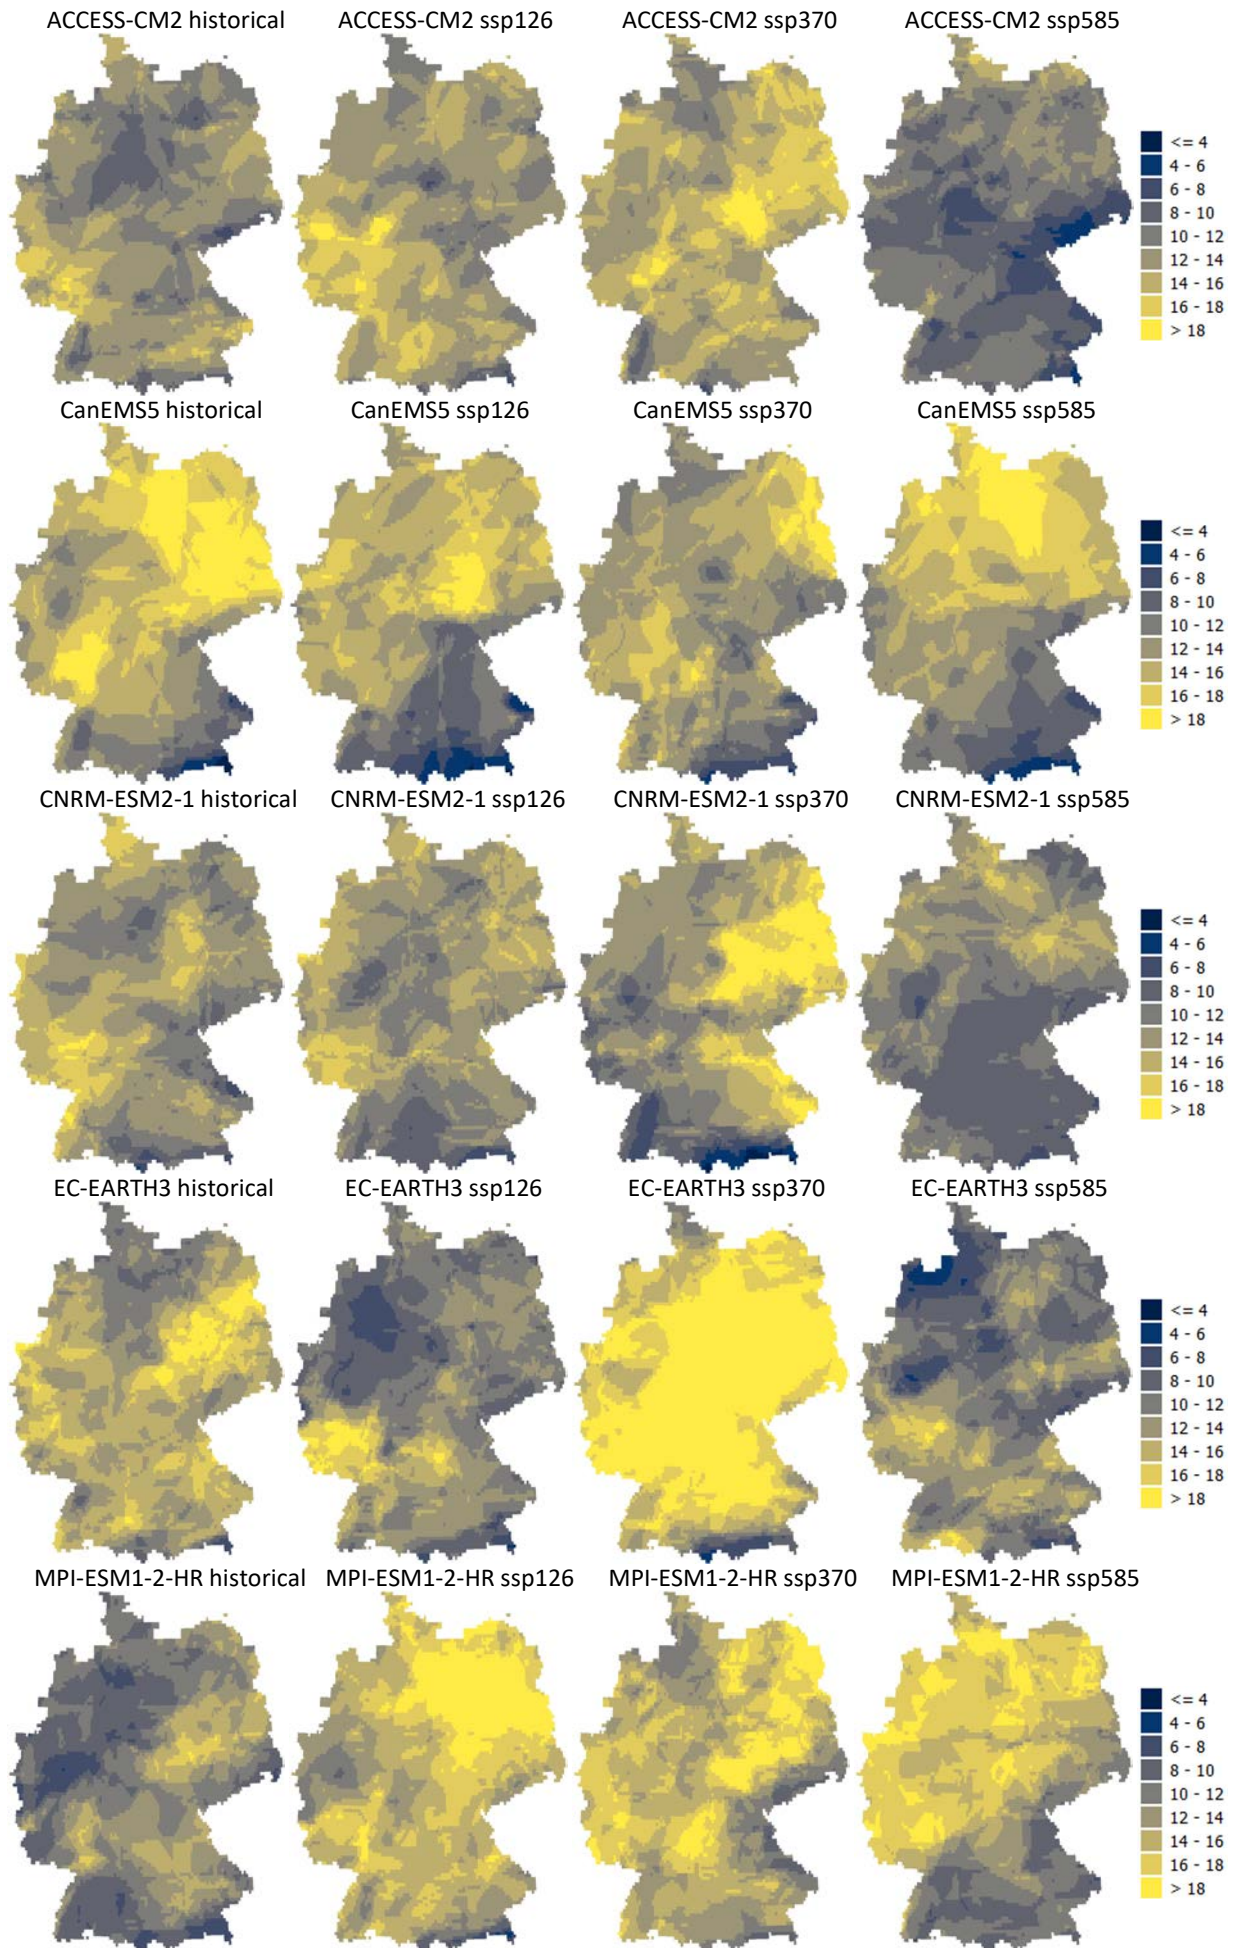 ACCESS-CM2 historical ACCESS-CM2 ssp126 ACCESS-CM2 ssp370 ACCESS-CM2 ssp585
<= 4
4 - 6
6 - 8
8 - 10
10 - 12
12 - 14
14 - 16
16 - 18
> 18
CanEMS5 historical CanEMS5 ssp126 CanEMS5 ssp370 CanEMS5 ssp585
<= 4
4 - 6
6 - 8
8 - 10
10 - 12
12 - 14
14 - 16
16 - 18
> 18
CNRM-ESM2-1 historical CNRM-ESM2-1 ssp126 CNRM-ESM2-1 ssp370 CNRM-ESM2-1 ssp585
<= 4
4 - 6
6 - 8
8 - 10
10 - 12
12 - 14
14 - 16
16 - 18
> 18
EC-EARTH3 historical EC-EARTH3 ssp126 EC-EARTH3 ssp370 EC-EARTH3 ssp585
<= 4
4 - 6
6 - 8
8 - 10
10 - 12
12 - 14
14 - 16
16 - 18
> 18
MPI-ESM1-2-HR historical MPI-ESM1-2-HR ssp126 MPI-ESM1-2-HR ssp370 MPI-ESM1-2-HR ssp585
<= 4
4 - 6
6 - 8
8 - 10
10 - 12
12 - 14
14 - 16
16 - 18
> 18